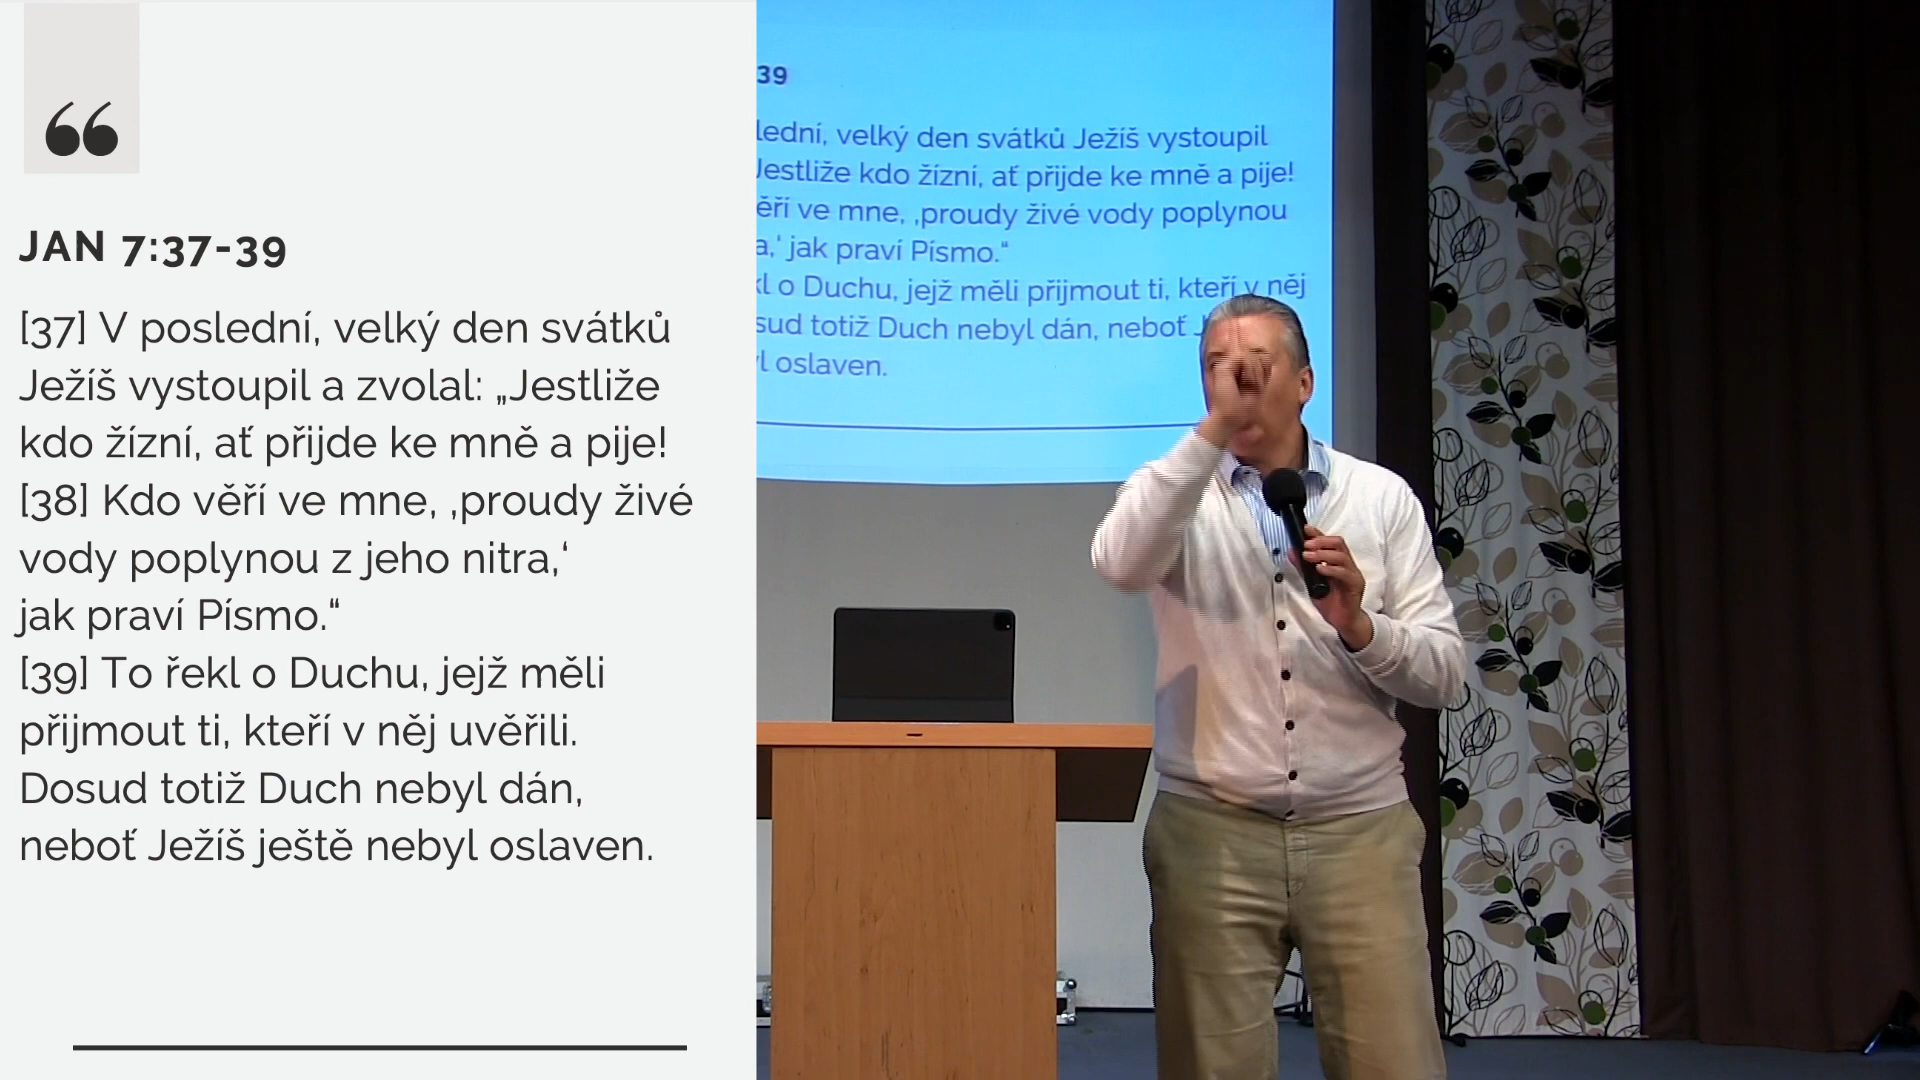 “
JAN 7:37-39
[37] V poslední, velký den svátků
Ježíš vystoupil a zvolal: „Jestliže
kdo žízní, ať přijde ke mně a pije!
[38] Kdo věří ve mne, ‚proudy živé
vody poplynou z jeho nitra,‘
jak praví Písmo.“
[39] To řekl o Duchu, jejž měli
přijmout ti, kteří v něj uvěřili.
Dosud totiž Duch nebyl dán,
neboť Ježíš ještě nebyl oslaven.
39
lední, velký den svátků Ježíš vystoupil
Jestliže kdo žízní, ať přijde ke mně a pije!
ěří ve mne, ‚proudy živé vody poplynou
a,‘ jak praví Písmo.“
kl o Duchu, jejž měli přijmout ti, kteří v něj
sud totiž Duch nebyl dán, neboť J
l oslaven.